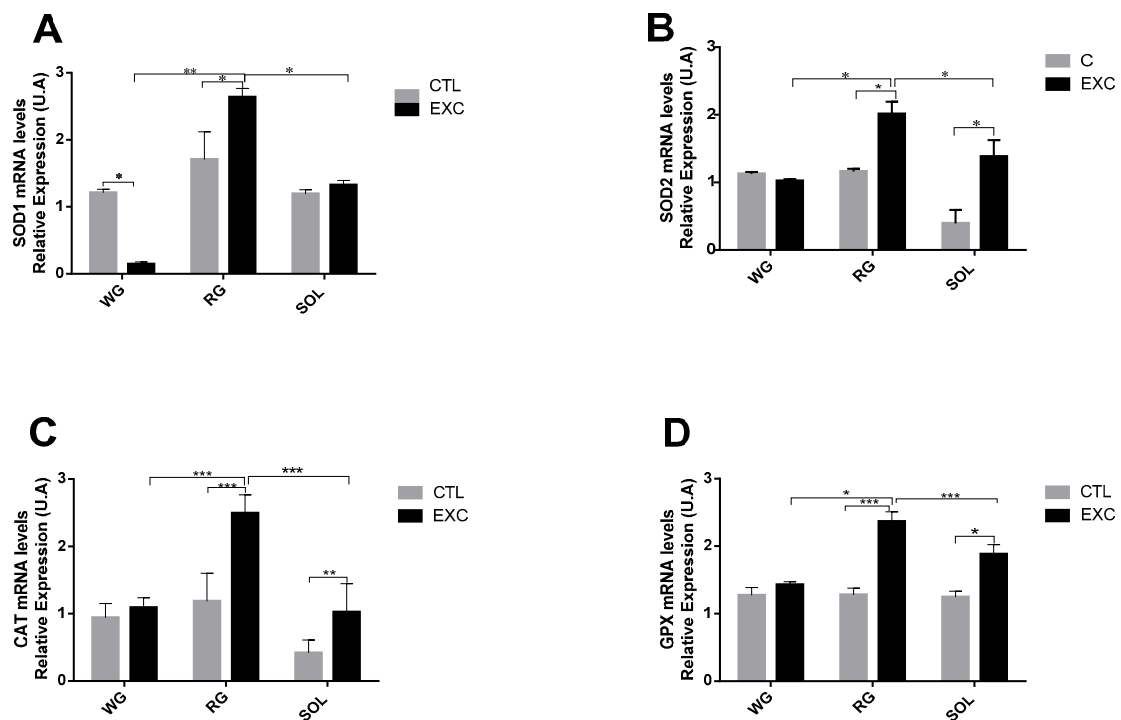 A
SOD1 mRNA levels
Relative Expression (U.A)
3
2
1
0
**
*
*
*
CTL
EXC
WG
RG
SOL
B
SOD2 mRNA levels
Relative Expression (U.A)
3
2
1
0
*
*
*
*
C
EXC
WG
RG
SOL
C
CAT mRNA levels
Relative Expression (U.A)
3
2
1
0
***
***
***
**
CTL
EXC
WG
RG
SOL
D
GPX mRNA levels
Relative Expression (U.A)
3
2
1
0
*
***
***
*
CTL
EXC
WG
RG
SOL